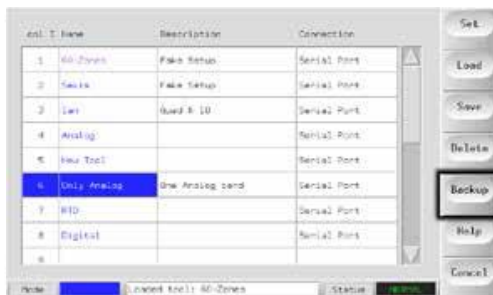 Name Description Connection
1 60-Zones Fake Setup Serial Port
2 Fake Setup Serial Port
3 Ian Quad R IO Serial Port
4 Analog Serial Port
5 New Tool Serial Port
6 Only Analog One Analog card Serial Port
7 RTD Serial Port
8 Digital Serial Port
9
Mode Loaded tool: 60-Zones Status NORMAL
Set
Load
Save
Delete
Backup
Help
Cancel